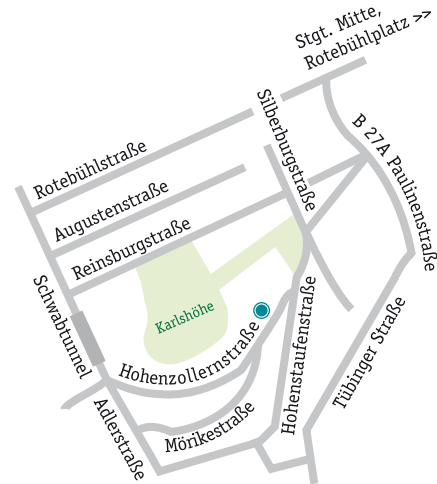 Stgt. Mitte,
Rotebühlplatz >>
Silberburgstraße
B 27A Paulinenstraße
Rotebühlstraße
Augustenstraße
Reinsburgstraße
Schwabtunnel
Karlshöhe
Hohenzollernstraße
Hohenstaufenstraße
Tübinger Straße
Adlerstraße
Mörikestraße